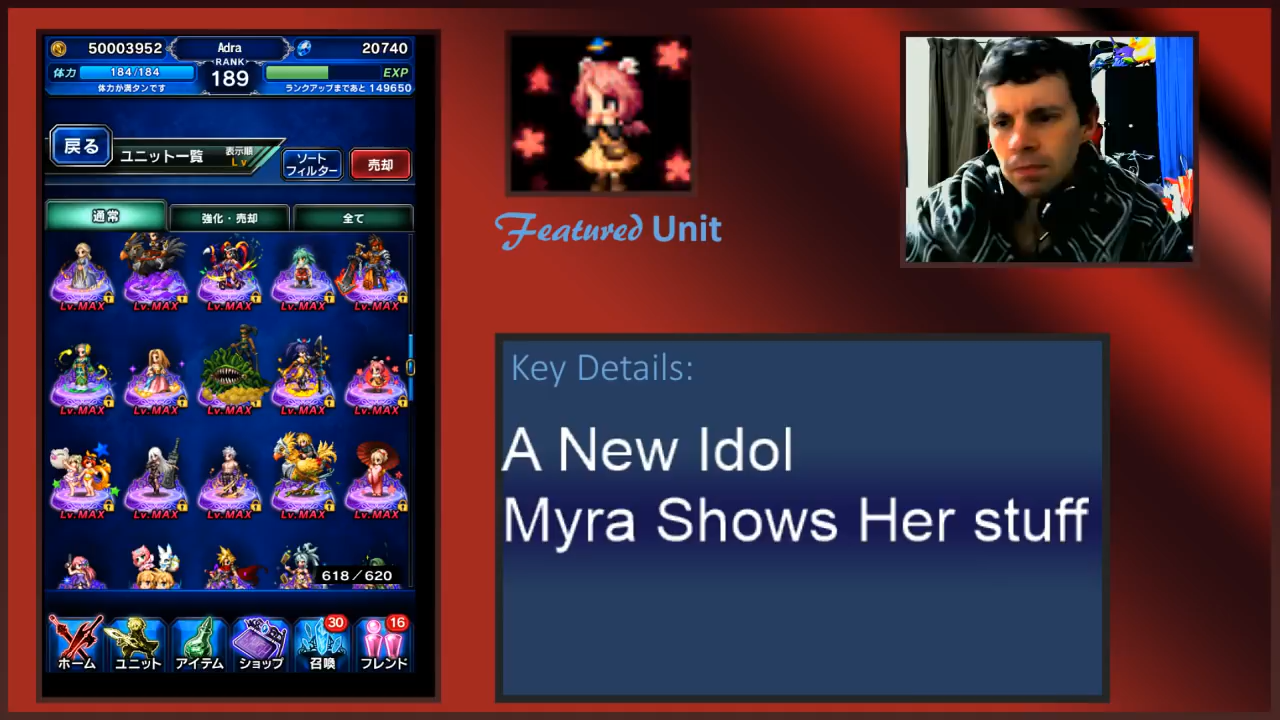 50003952
Adra
20740
体力
184/184
RANK
189
EXP
体力が満タンです
ランクアップまであと 149650
戻る
ユニット一覧
表示順
Lv
ソート
フィルター
売却
通常
強化・売却
全て
Lv.MAX Lv.MAX Lv.MAX Lv.MAX Lv.MAX
Lv.MAX Lv.MAX Lv.MAX Lv.MAX Lv.MAX
Lv.MAX Lv.MAX Lv.MAX Lv.MAX Lv.MAX
618/620
30
16
ホーム
ユニット
アイテム
ショップ
召喚
フレンド
Featured Unit
Key Details:
A New Idol
Myra Shows Her stuff